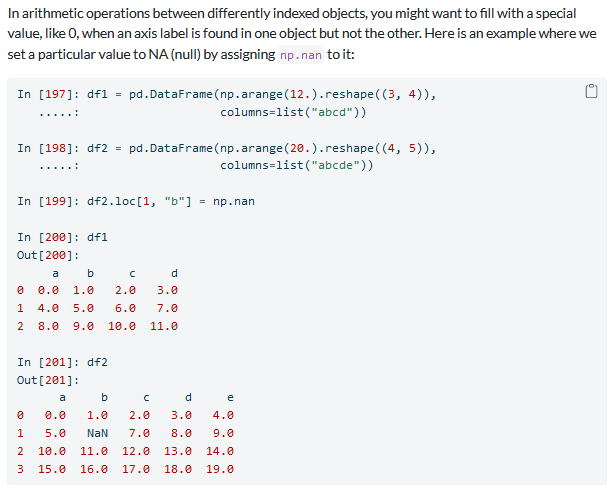 In arithmetic operations between differently indexed objects, you might want to fill with a special
value, like 0, when an axis label is found in one object but not the other. Here is an example where we
set a particular value to NA (null) by assigning np.nan to it:
In [197]: df1 = pd.DataFrame(np.arange(12.).reshape((3, 4)),
.....:                    columns=list("abcd"))
In [198]: df2 = pd.DataFrame(np.arange(20.).reshape((4, 5)),
.....:                    columns=list("abcde"))
In [199]: df2.loc[1, "b"] = np.nan
In [200]: df1
Out[200]:
     a    b     c     d
0  0.0  1.0   2.0   3.0
1  4.0  5.0   6.0   7.0
2  8.0  9.0  10.0  11.0
In [201]: df2
Out[201]:
      a     b     c     d     e
0   0.0   1.0   2.0   3.0   4.0
1   5.0   NaN   7.0   8.0   9.0
2  10.0  11.0  12.0  13.0  14.0
3  15.0  16.0  17.0  18.0  19.0